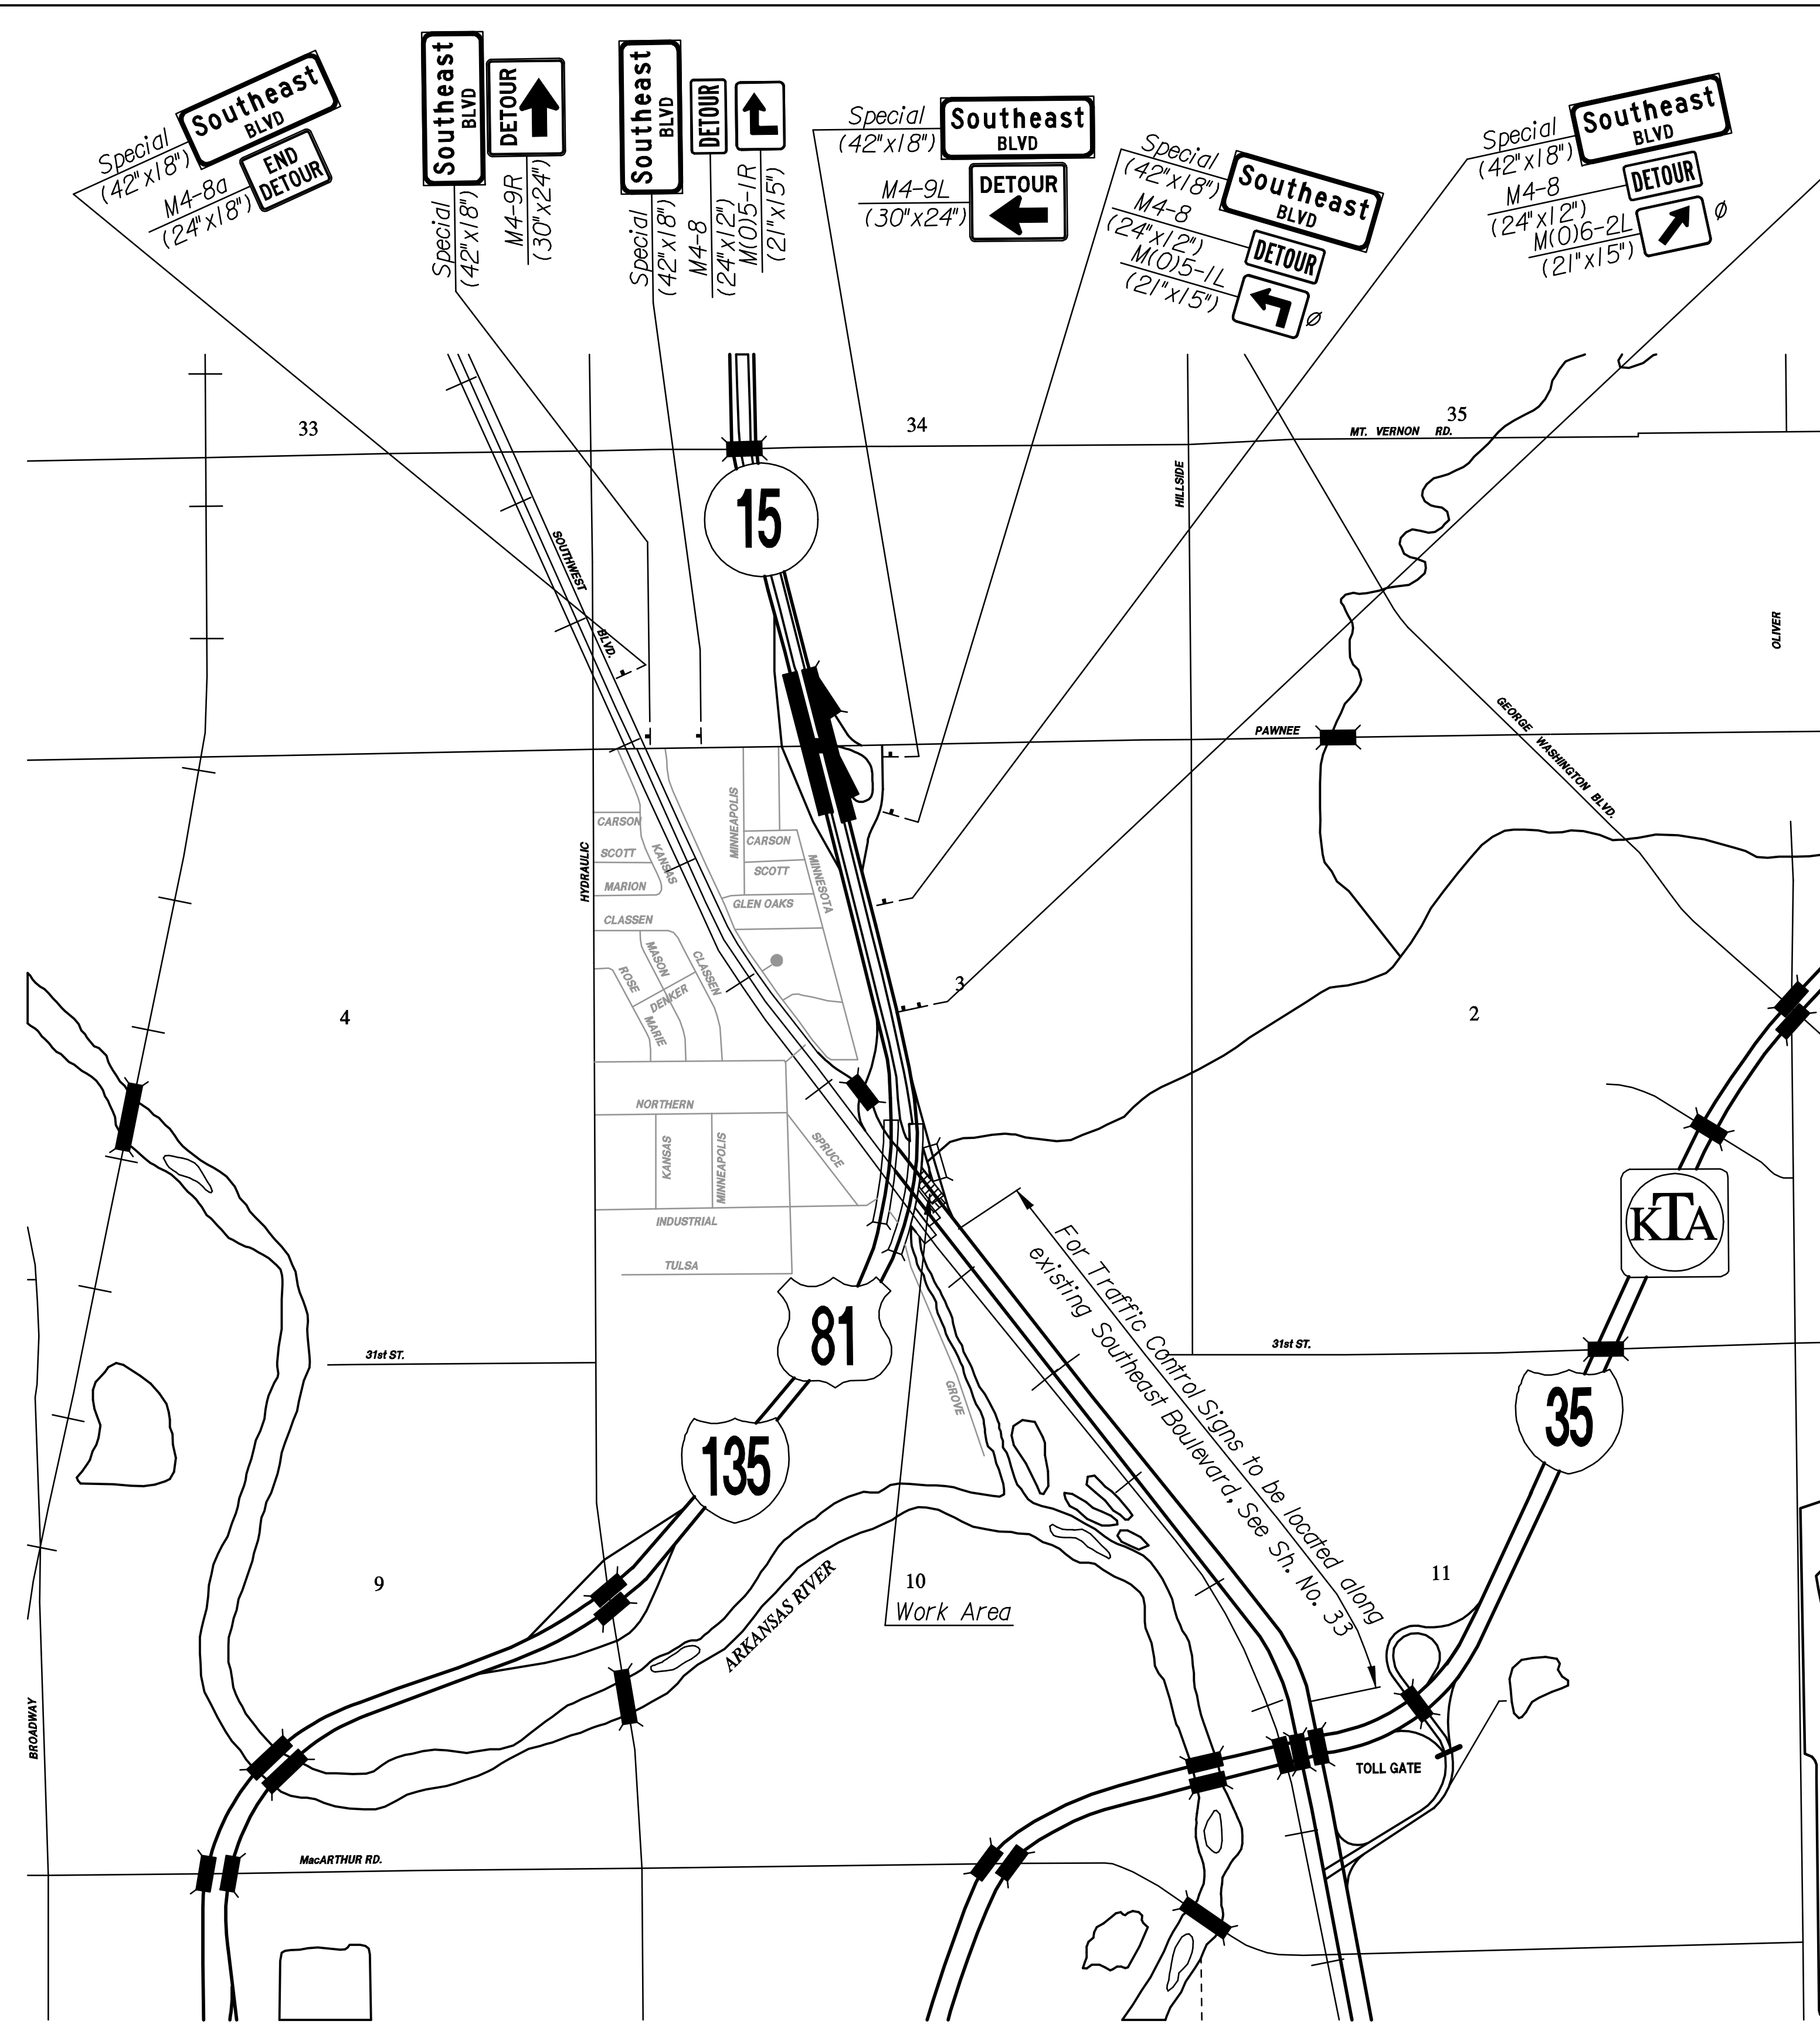 Special
(42"x18")
Southeast
BLVD
M4-8a
(24"x18")
END
DETOUR
Southeast
BLVD
DETOUR
Special
(42"x18")
M4-9R
(30"x24")
Southeast
BLVD
DETOUR
Special
(42"x18")
M4-8
(24"x12")
M(O)5-1R
(21"x15")
Special
(42"x18")
Southeast
BLVD
M4-9L
(30"x24")
DETOUR
Special
(42"x18")
Southeast
BLVD
M4-8
(24"x12")
DETOUR
M(O)5-1L
(21"x15")
Ø
Special
(42"x18")
Southeast
BLVD
M4-8
(24"x12")
DETOUR
M(O)6-2L
(21"x15")
Ø
33
34
35
MT. VERNON RD.
HILLSIDE
15
SOUTHWEST
BLVD.
OLIVER
PAWNEE
GEORGE WASHINGTON BLVD.
HYDRAULIC
CARSON
SCOTT
KANSAS
MARION
CLASSEN
MINNEAPOLIS
CARSON
SCOTT
MINNESOTA
GLEN OAKS
MASON
CLASSEN
ROSE
DENKER
MARIE
3
4
2
NORTHERN
KANSAS
MINNEAPOLIS
SPRUCE
INDUSTRIAL
TULSA
KTA
81
31st ST.
31st ST.
GROVE
For Traffic Control Signs to be located along
existing Southeast Boulevard, See Sh. No. 33
35
135
9
10
11
Work Area
ARKANSAS RIVER
BROADWAY
TOLL GATE
MacARTHUR RD.